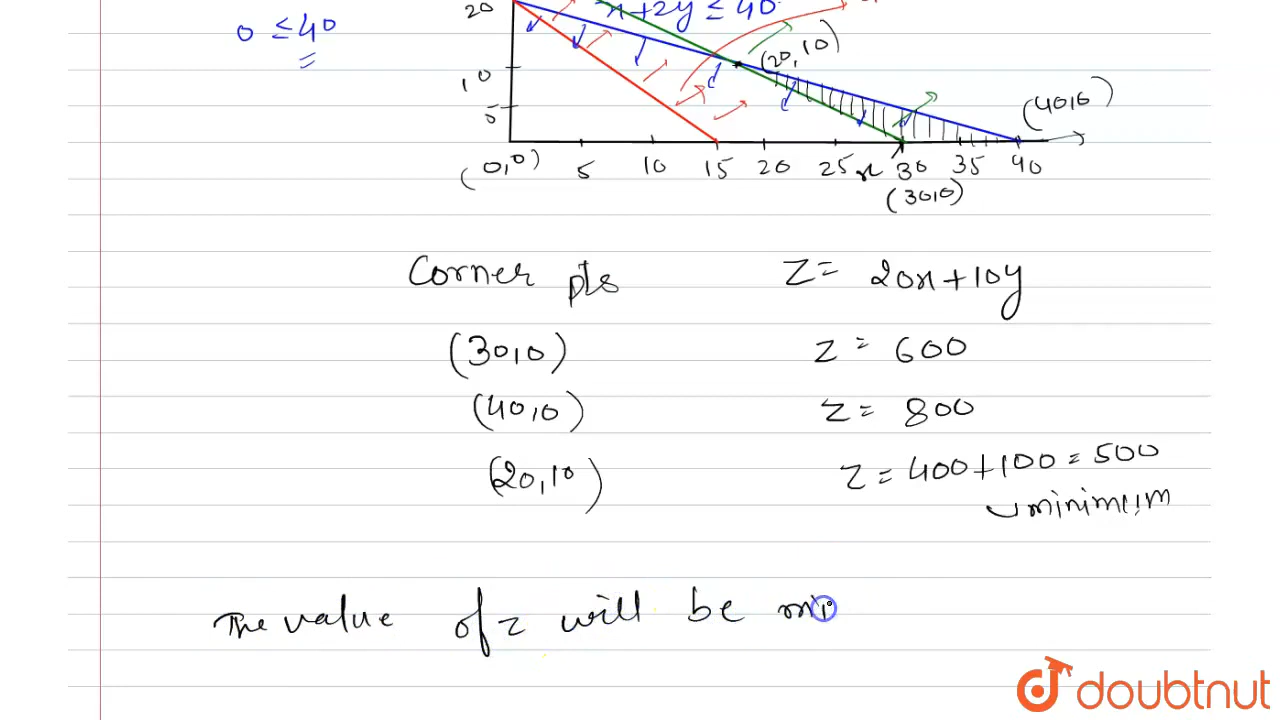 20
x+2y ≤ 40
0 ≤ 40
=
10
(20,10)
5
(40,0)
(0,0) 5 10 15 20 25 x 30 35 40
(30,0)
Corner pts Z= 20x+10y
(30,0) z = 600
(40,0) z = 800
(20,10) z = 400+100=500
minimum
The value of z will be mi
doubtnut